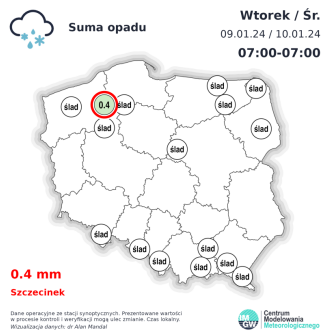 Suma opadu
Wtorek / Śr.
09.01.24 / 10.01.24
07:00-07:00
ślad
ślad
ślad
0.4
ślad
ślad
ślad
ślad
ślad
ślad
ślad
ślad
ślad
ślad
ślad
0.4 mm
Szczecinek
Dane operacyjne ze stacji synoptycznych. Prezentowane wartości
w procesie kontroli i weryfikacji mogą ulec zmianie. Czas lokalny.
Wizualizacja danych: dr Alan Mandal
IM
GW
Centrum
Modelowania
Meteorologicznego